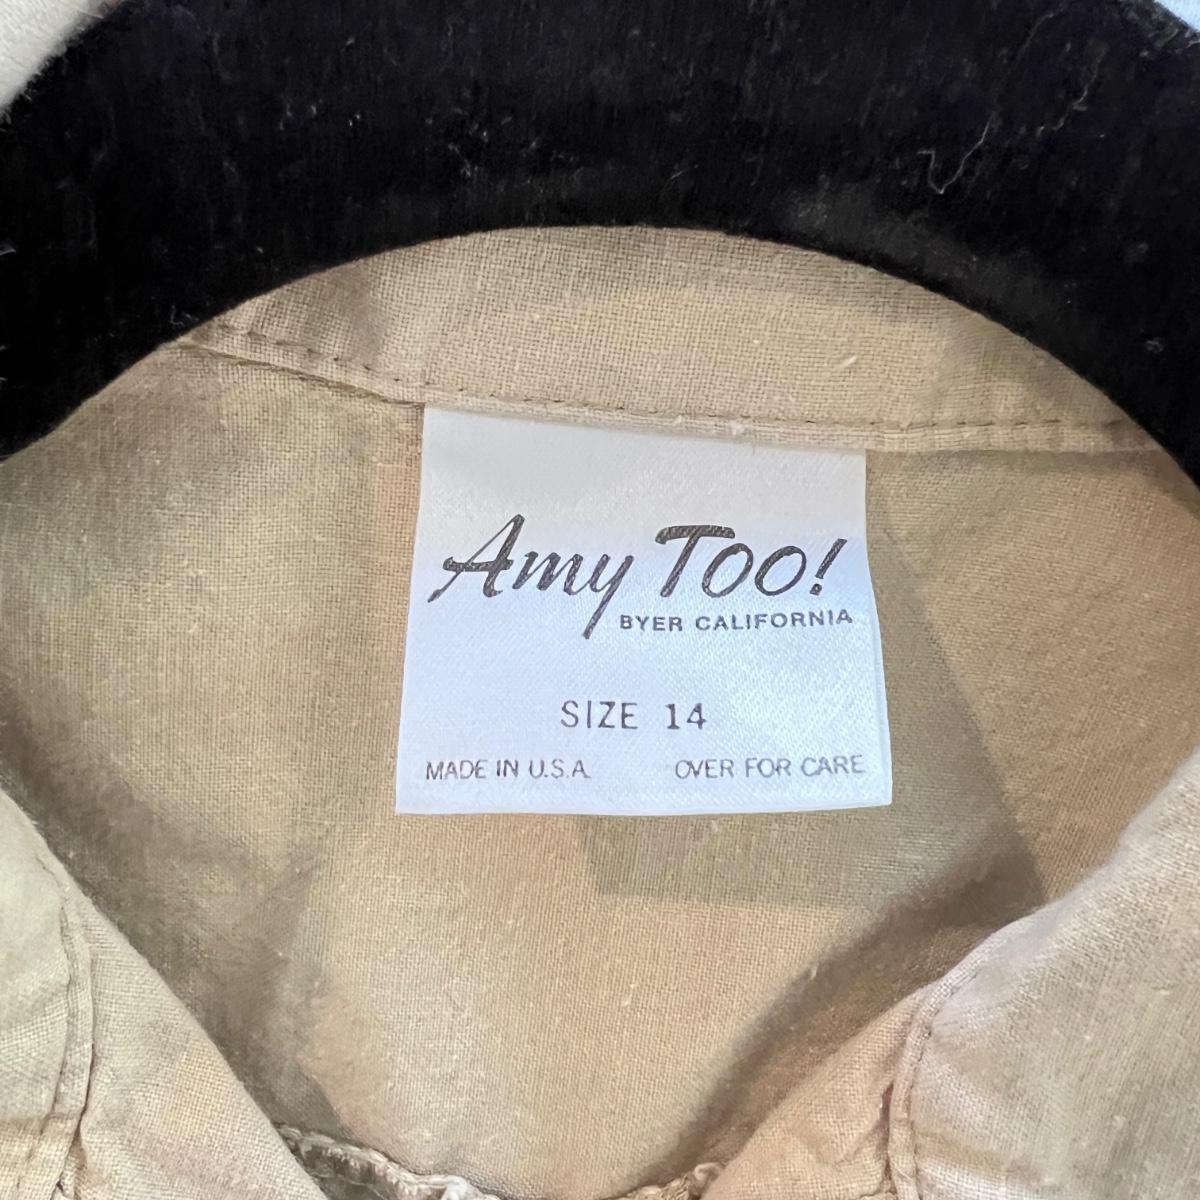 Amy Too!
BYER CALIFORNIA
SIZE 14
MADE IN U.S.A. OVER FOR CARE